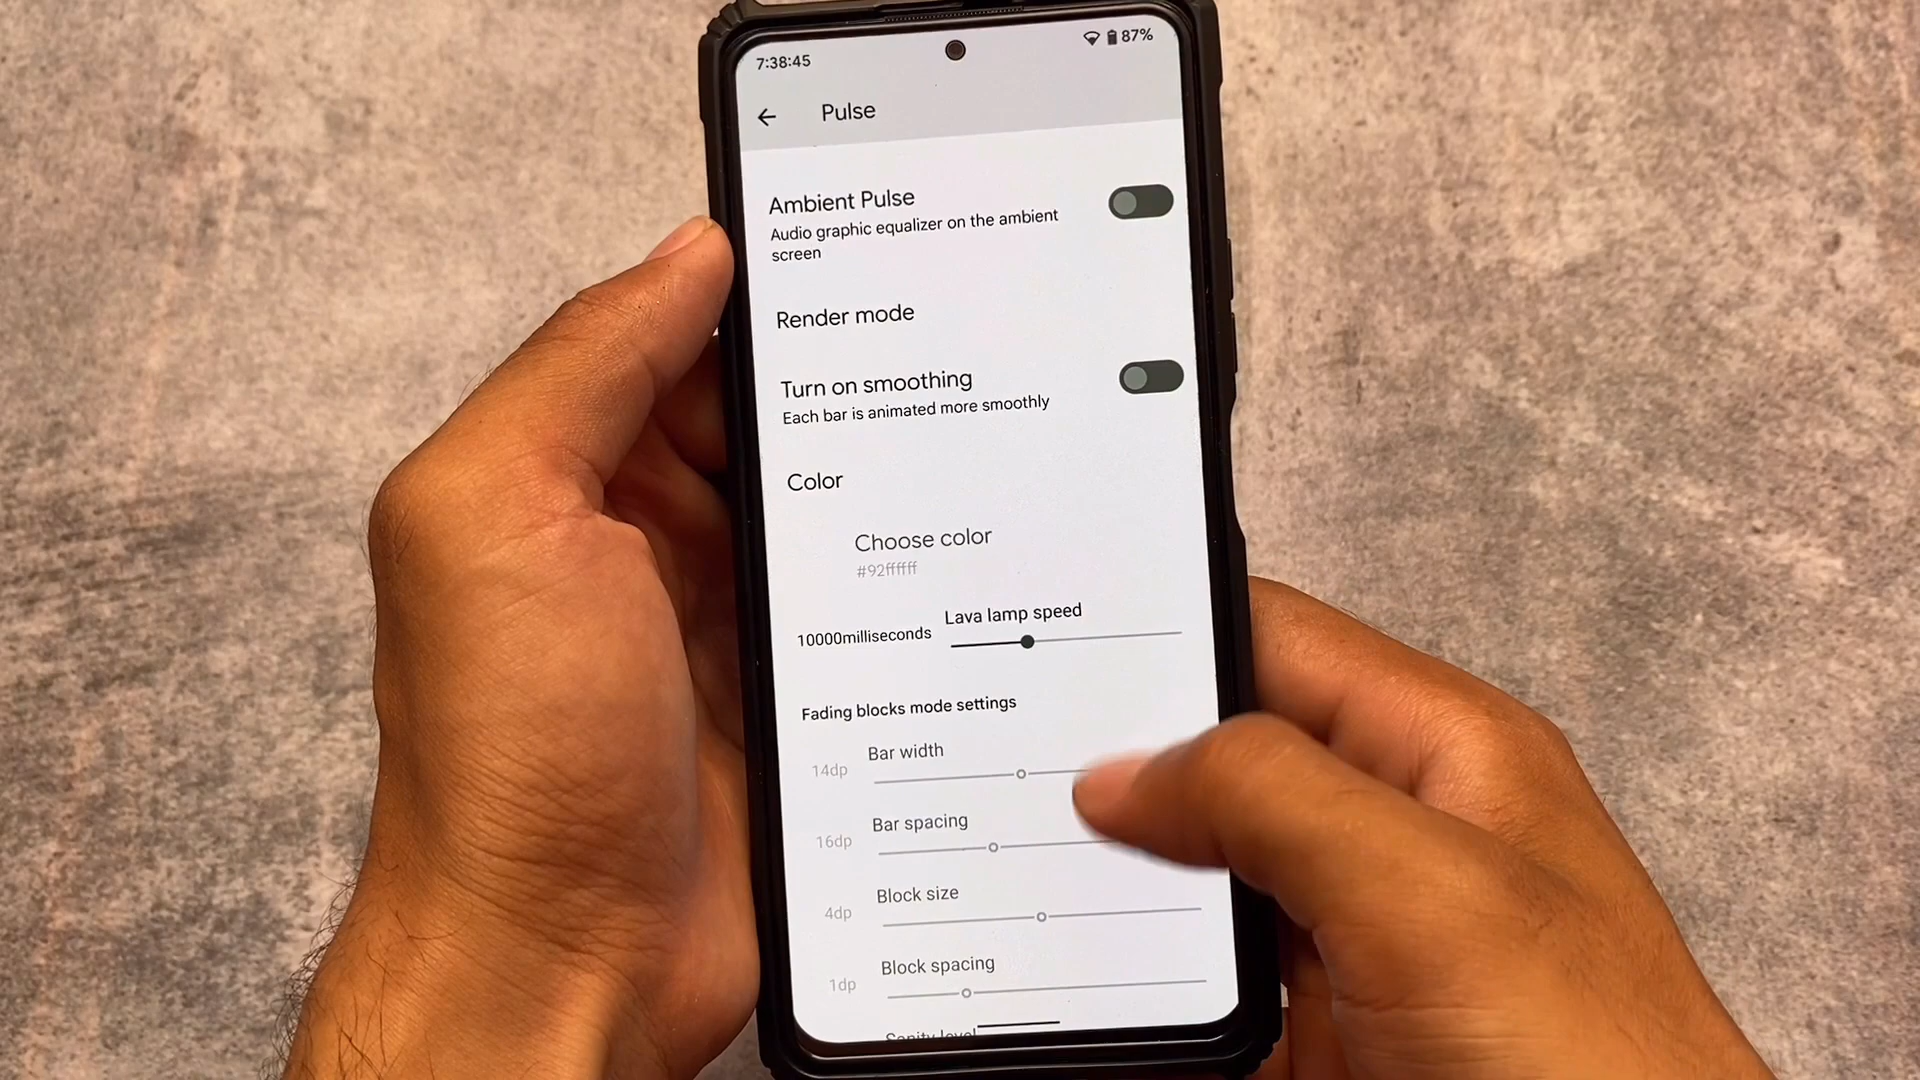 7:38:45
87%
Pulse
Ambient Pulse
Audio graphic equalizer on the ambient
screen
Render mode
Turn on smoothing
Each bar is animated more smoothly
Color
Choose color
#92ffffff
Lava lamp speed
10000milliseconds
Fading blocks mode settings
Bar width
14dp
Bar spacing
16dp
Block size
4dp
Block spacing
1dp
Sanity level